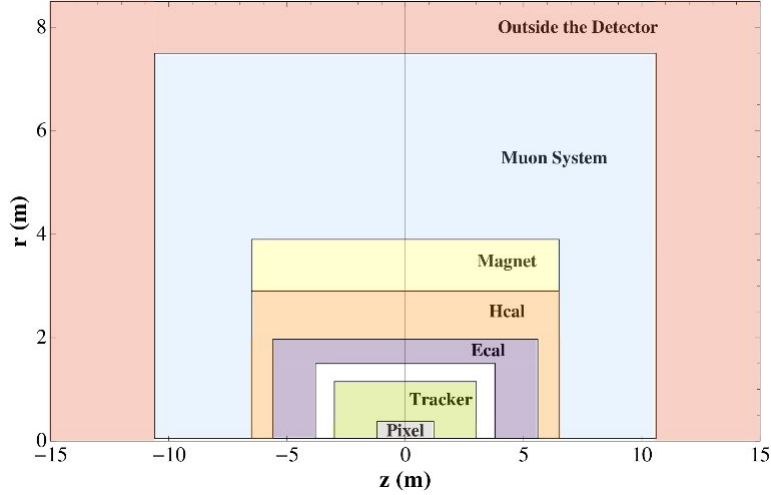 8
Outside the Detector
6
Muon System
r (m)
4
Magnet
Hcal
2
Ecal
Tracker
Pixel
0
−15 −10 −5 0 5 10 15
z (m)